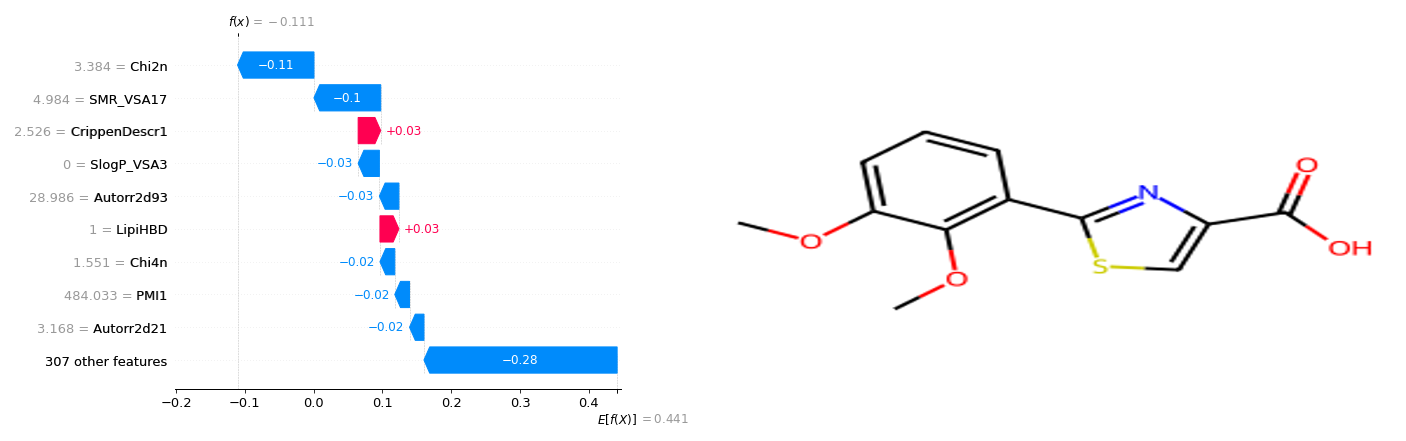 f(x) = −0.111
3.384 = Chi2n
−0.11
4.984 = SMR_VSA17
−0.1
2.526 = CrippenDescr1
+0.03
0 = SlogP_VSA3
−0.03
28.986 = Autorr2d93
−0.03
1 = LipiHBD
+0.03
1.551 = Chi4n
−0.02
484.033 = PMI1
−0.02
3.168 = Autorr2d21
−0.02
307 other features
−0.28
−0.2 −0.1 0.0 0.1 0.2 0.3 0.4
E[f(X)] = 0.441
O
N
O
OH
S
O